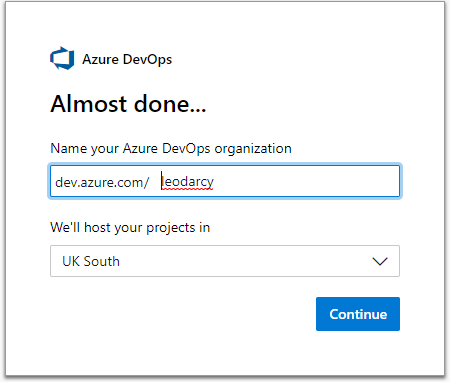 Azure DevOps
Almost done...
Name your Azure DevOps organization
dev.azure.com/ leodarcy
We'll host your projects in
UK South
Continue